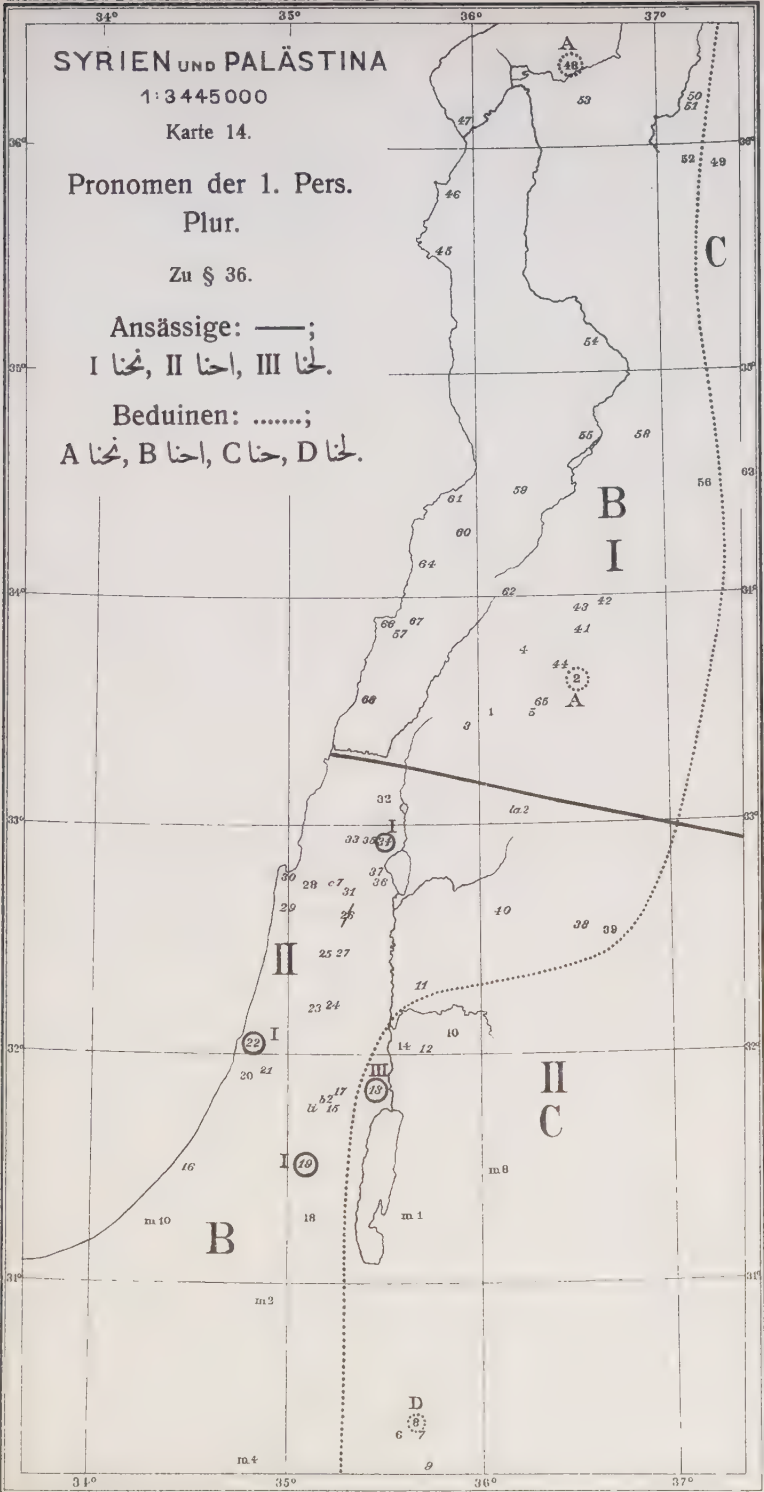 34° 35° 36° 37°
SYRIEN UND PALÄSTINA
1:3445000
Karte 14.
Pronomen der 1. Pers.
Plur.
Zu § 36.
Ansässige: ——;
I نحنا, II احنا, III لحنا.
Beduinen: .......;
A نحنا, B احنا, C حنا, D لحنا.
A
48
53
50
51
47
36° 36°
52 49
46
C
45
54
35° 35°
55 58
56 63
61 59
B
60
I
64
34° 62 34°
43 42
66 67
57 41
4
44
2
68 65 A
3 1 5
32 la2
33° I 33°
33 35 34
37
30 28 c7 36
31
29 26 40 38 39
II 25 27
11
23 24
22 I 10
32° 14 12 32°
20 21 III II
b2 17 13
li 15 C
I 19
16 m8
m10 18 m1
B
31° 31°
m2
D
8
6 7
m4 9
34° 35° 36° 37°